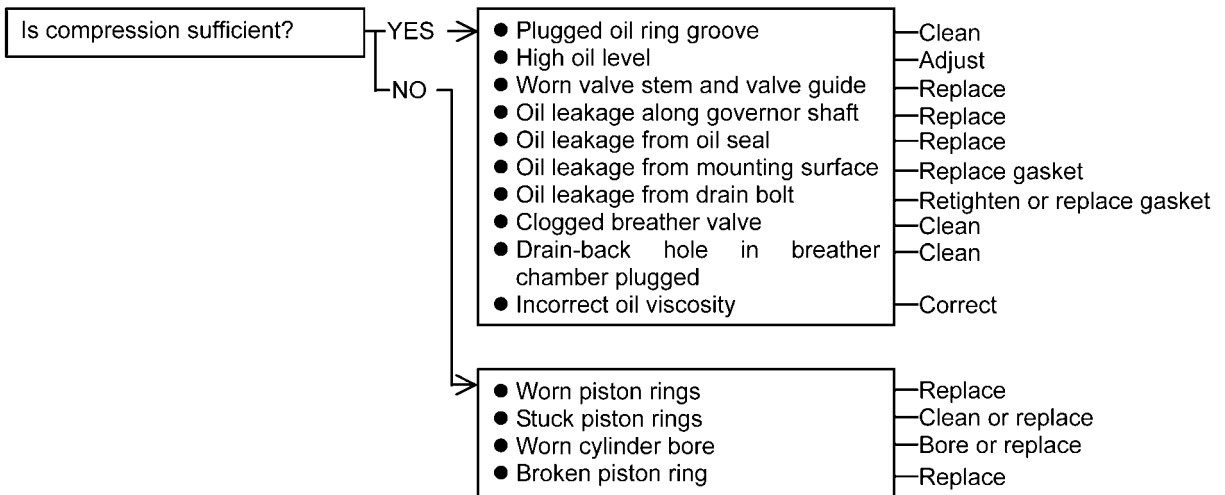 Is compression sufficient?
YES
NO
● Plugged oil ring groove
Clean
● High oil level
Adjust
● Worn valve stem and valve guide
Replace
● Oil leakage along governor shaft
Replace
● Oil leakage from oil seal
Replace
● Oil leakage from mounting surface
Replace gasket
● Oil leakage from drain bolt
Retighten or replace gasket
● Clogged breather valve
Clean
● Drain-back hole in breather
Clean
chamber plugged
● Incorrect oil viscosity
Correct
● Worn piston rings
Replace
● Stuck piston rings
Clean or replace
● Worn cylinder bore
Bore or replace
● Broken piston ring
Replace